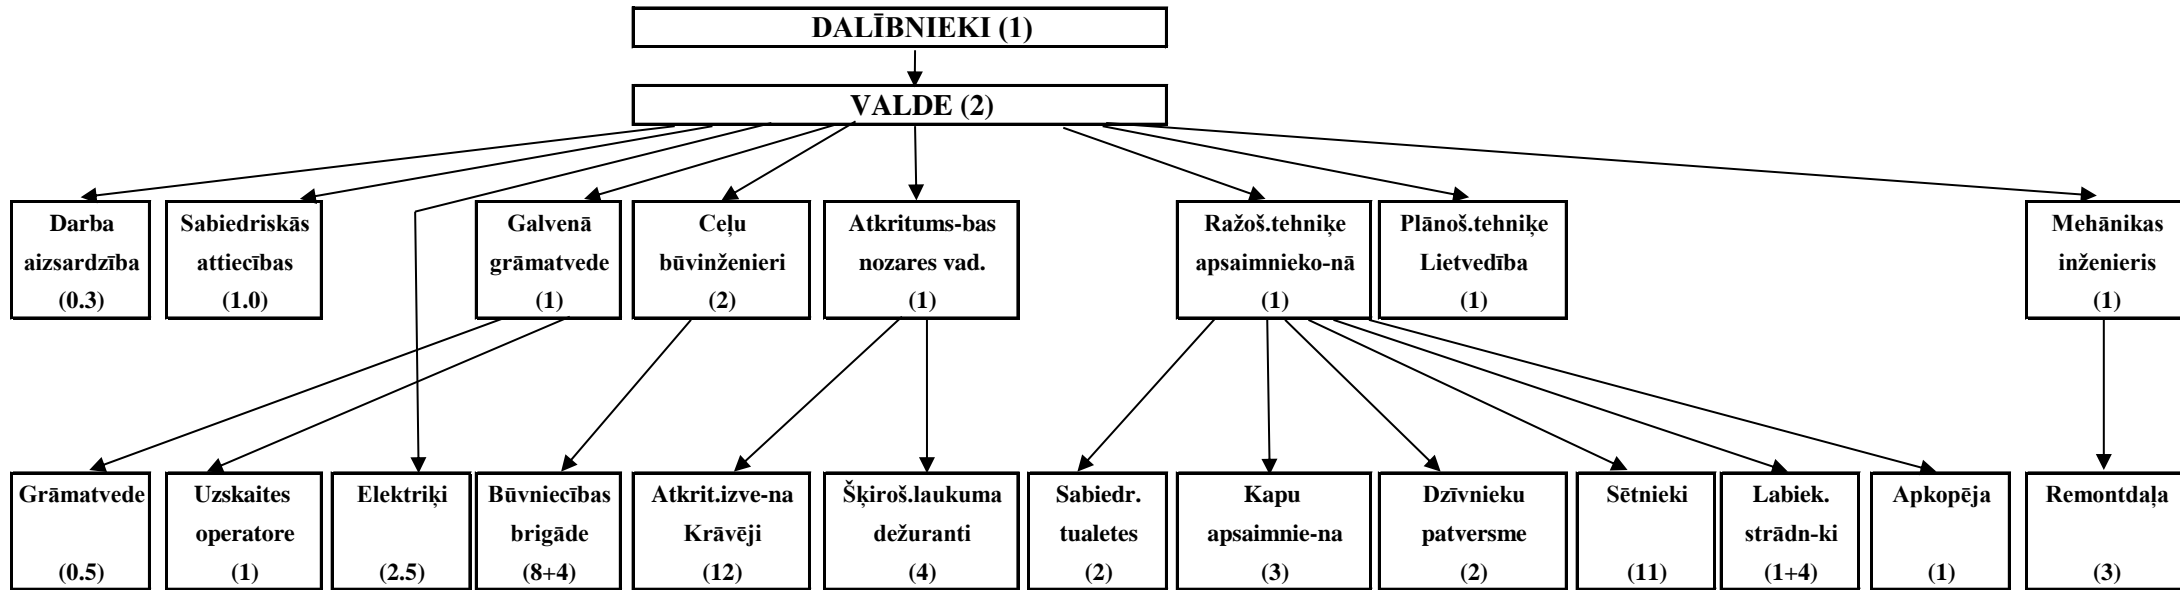 DALĪBNIEKI (1)
VALDE (2)
Darba
aizsardzība
(0.3)
Sabiedriskās
attiecības
(1.0)
Galvenā
grāmatvede
(1)
Ceļu
būvinženieri
(2)
Atkritums-bas
nozares vad.
(1)
Ražoš.tehniķe
apsaimnieko-nā
(1)
Plānoš.tehniķe
Lietvedība
(1)
Mehānikas
inženieris
(1)
Grāmatvede
(0.5)
Uzskaites
operatore
(1)
Elektriķi
(2.5)
Būvniecības
brigāde
(8+4)
Atkrit.izve-na
Krāvēji
(12)
Šķiroš.laukuma
dežuranti
(4)
Sabiedr.
tualetes
(2)
Kapu
apsaimnie-na
(3)
Dzīvnieku
patversme
(2)
Sētnieki
(11)
Labiek.
strādn-ki
(1+4)
Apkopēja
(1)
Remontdaļa
(3)